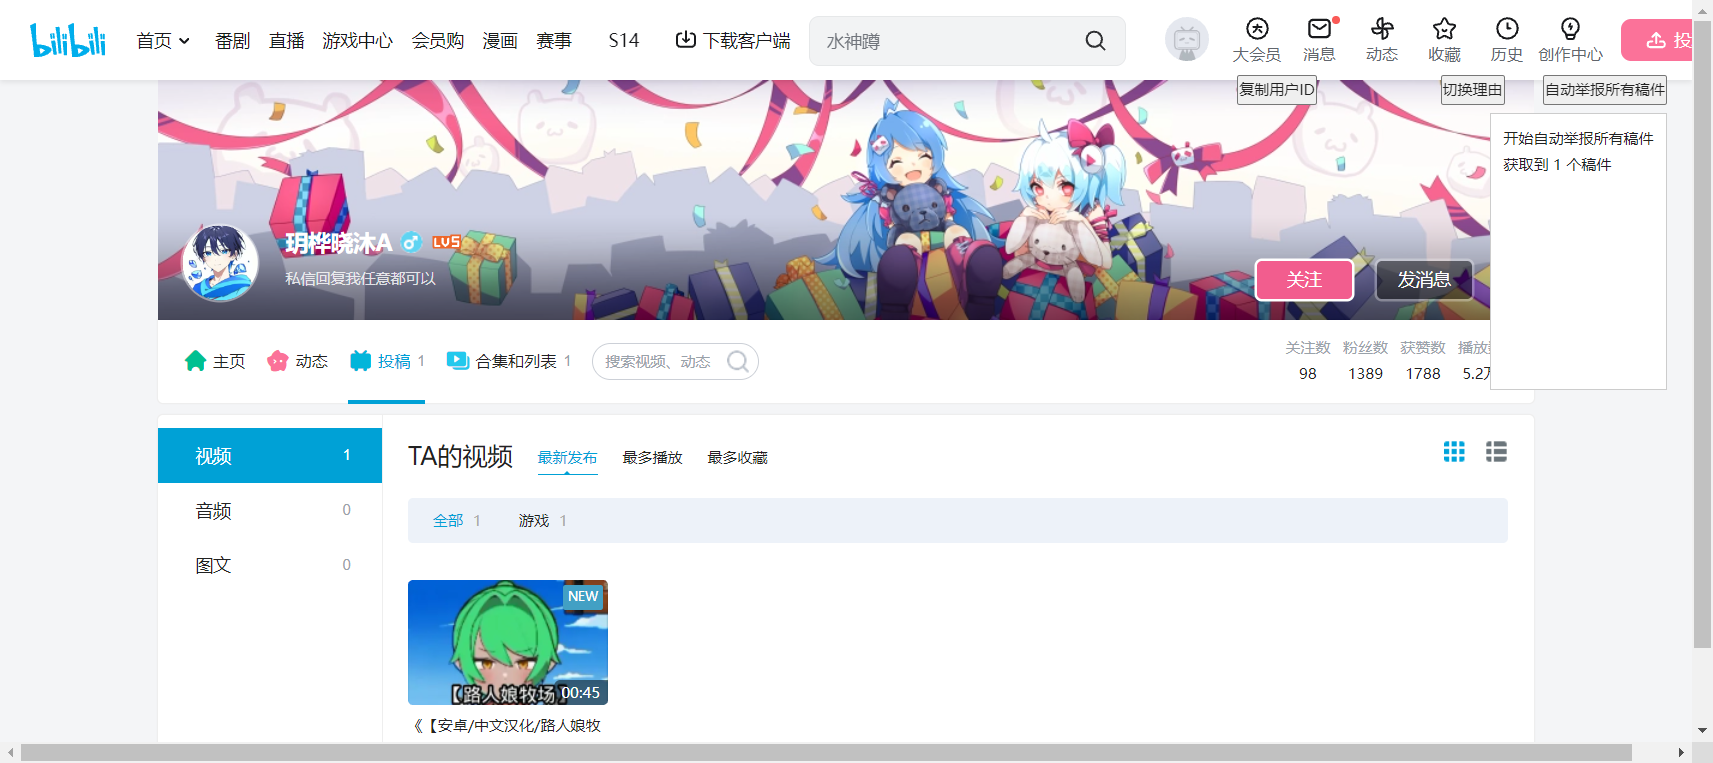 bilibili
首页
番剧
直播
游戏中心
会员购
漫画
赛事
S14
下载客户端
水神蹲
大会员
消息
动态
收藏
历史
创作中心
投
复制用户ID
切换理由
自动举报所有稿件
开始自动举报所有稿件
获取到 1 个稿件
玥桦晓沐A
LV5
私信回复我任意都可以
关注
发消息
主页
动态
投稿 1
合集和列表 1
搜索视频、动态
关注数 粉丝数 获赞数 播放
98 1389 1788 5.2
视频 1
音频 0
图文 0
TA的视频
最新发布
最多播放
最多收藏
全部 1
游戏 1
NEW
【路人娘牧场】
00:45
《【安卓/中文汉化/路人娘牧